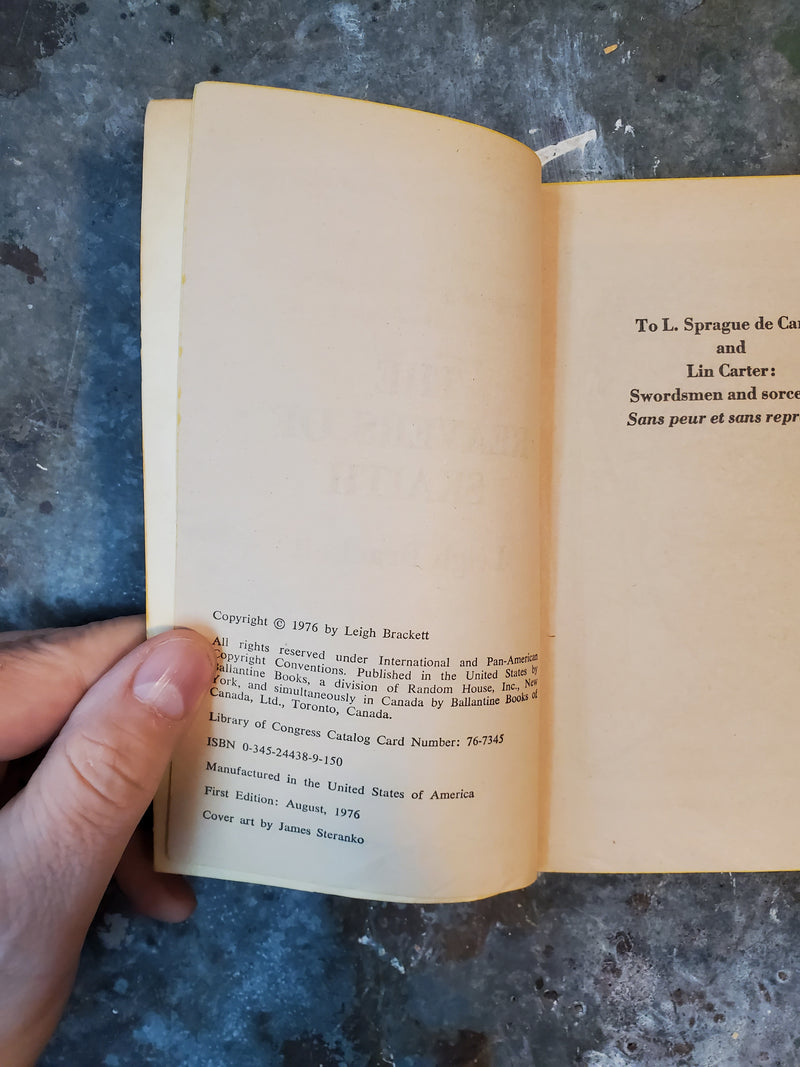 Copyright © 1976 by Leigh Brackett
All rights reserved under International and Pan-American
Copyright Conventions. Published in the United States by
Ballantine Books, a division of Random House, Inc., New
York, and simultaneously in Canada by Ballantine Books of
Canada, Ltd., Toronto, Canada.
Library of Congress Catalog Card Number: 76-7345
ISBN 0-345-24438-9-150
Manufactured in the United States of America
First Edition: August, 1976
Cover art by James Steranko
To L. Sprague de Ca
and
Lin Carter:
Swordsmen and sorce
Sans peur et sans repr